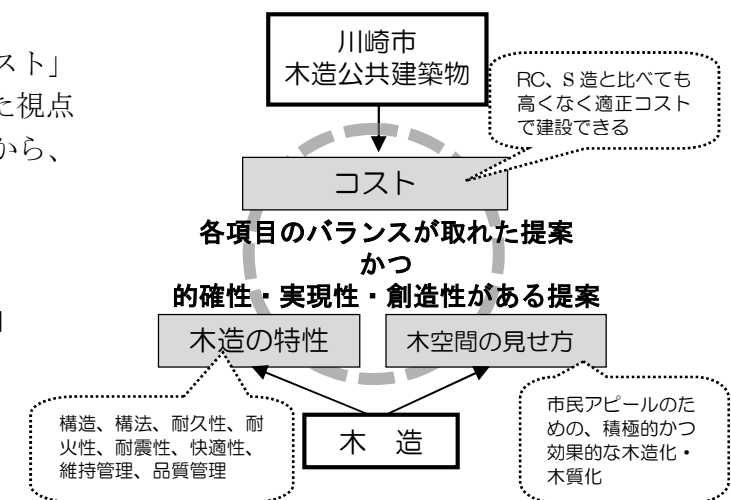 スト」
た視点
から、
川崎市
木造公共建築物
RC、S 造と比べても
高くなく適正コスト
で建設できる
コスト
各項目のバランスが取れた提案
かつ
的確性・実現性・創造性がある提案
木造の特性
木空間の見せ方
構造、構法、耐久性、耐
火性、耐震性、快適性、
維持管理、品質管理
木 造
市民アピールのた
めの、積極的かつ
効果的な木造化・
木質化